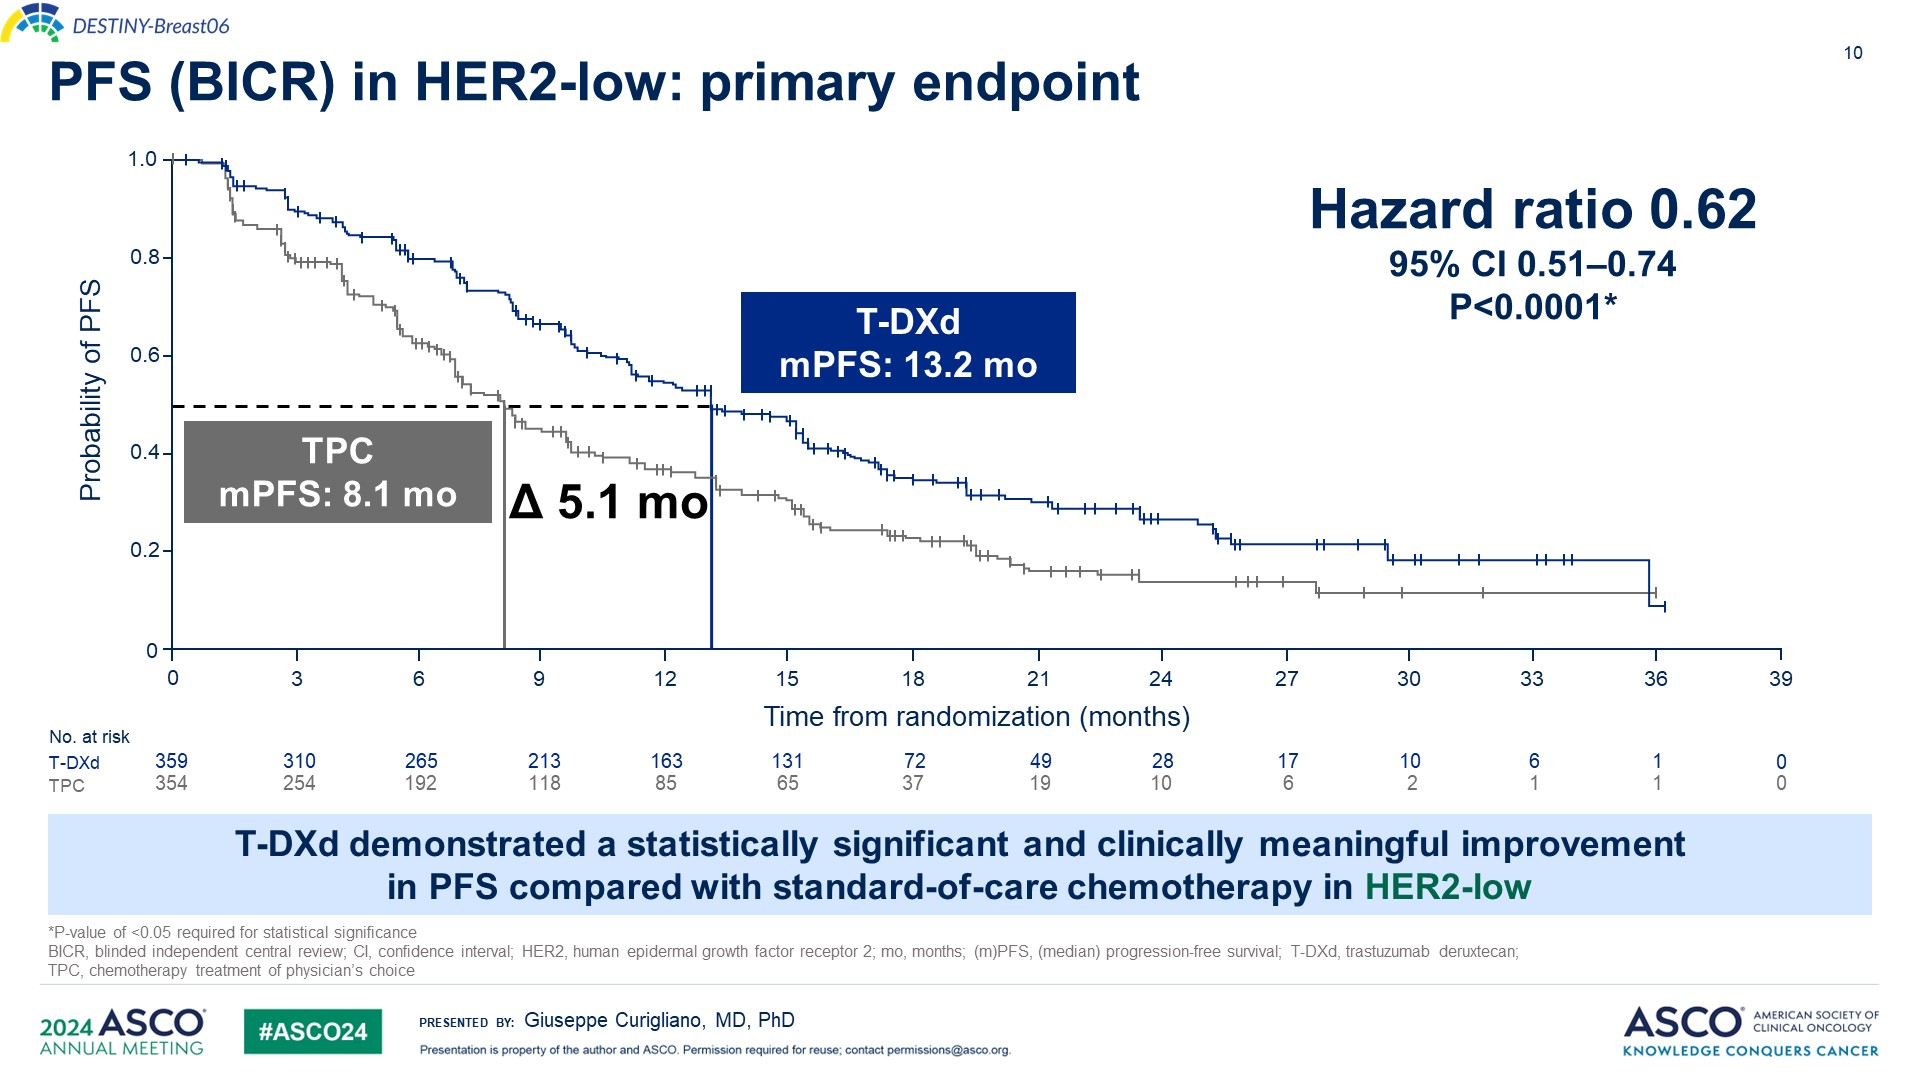 DESTINY-Breast06
10
PFS (BICR) in HER2-low: primary endpoint
Hazard ratio 0.62
95% CI 0.51–0.74
P<0.0001*
Probability of PFS
1.0
0.8
0.6
0.4
0.2
0
T-DXd
mPFS: 13.2 mo
TPC
mPFS: 8.1 mo
Δ 5.1 mo
0 3 6 9 12 15 18 21 24 27 30 33 36 39
Time from randomization (months)
No. at risk
T-DXd 359 310 265 213 163 131 72 49 28 17 10 6 1 0
TPC 354 254 192 118 85 65 37 19 10 6 2 1 1 0
T-DXd demonstrated a statistically significant and clinically meaningful improvement
in PFS compared with standard-of-care chemotherapy in HER2-low
*P-value of <0.05 required for statistical significance
BICR, blinded independent central review; CI, confidence interval; HER2, human epidermal growth factor receptor 2; mo, months; (m)PFS, (median) progression-free survival; T-DXd, trastuzumab deruxtecan;
TPC, chemotherapy treatment of physician's choice
2024 ASCO®
ANNUAL MEETING
#ASCO24
PRESENTED BY: Giuseppe Curigliano, MD, PhD
Presentation is property of the author and ASCO. Permission required for reuse; contact permissions@asco.org.
ASCO® AMERICAN SOCIETY OF
CLINICAL ONCOLOGY
KNOWLEDGE CONQUERS CANCER